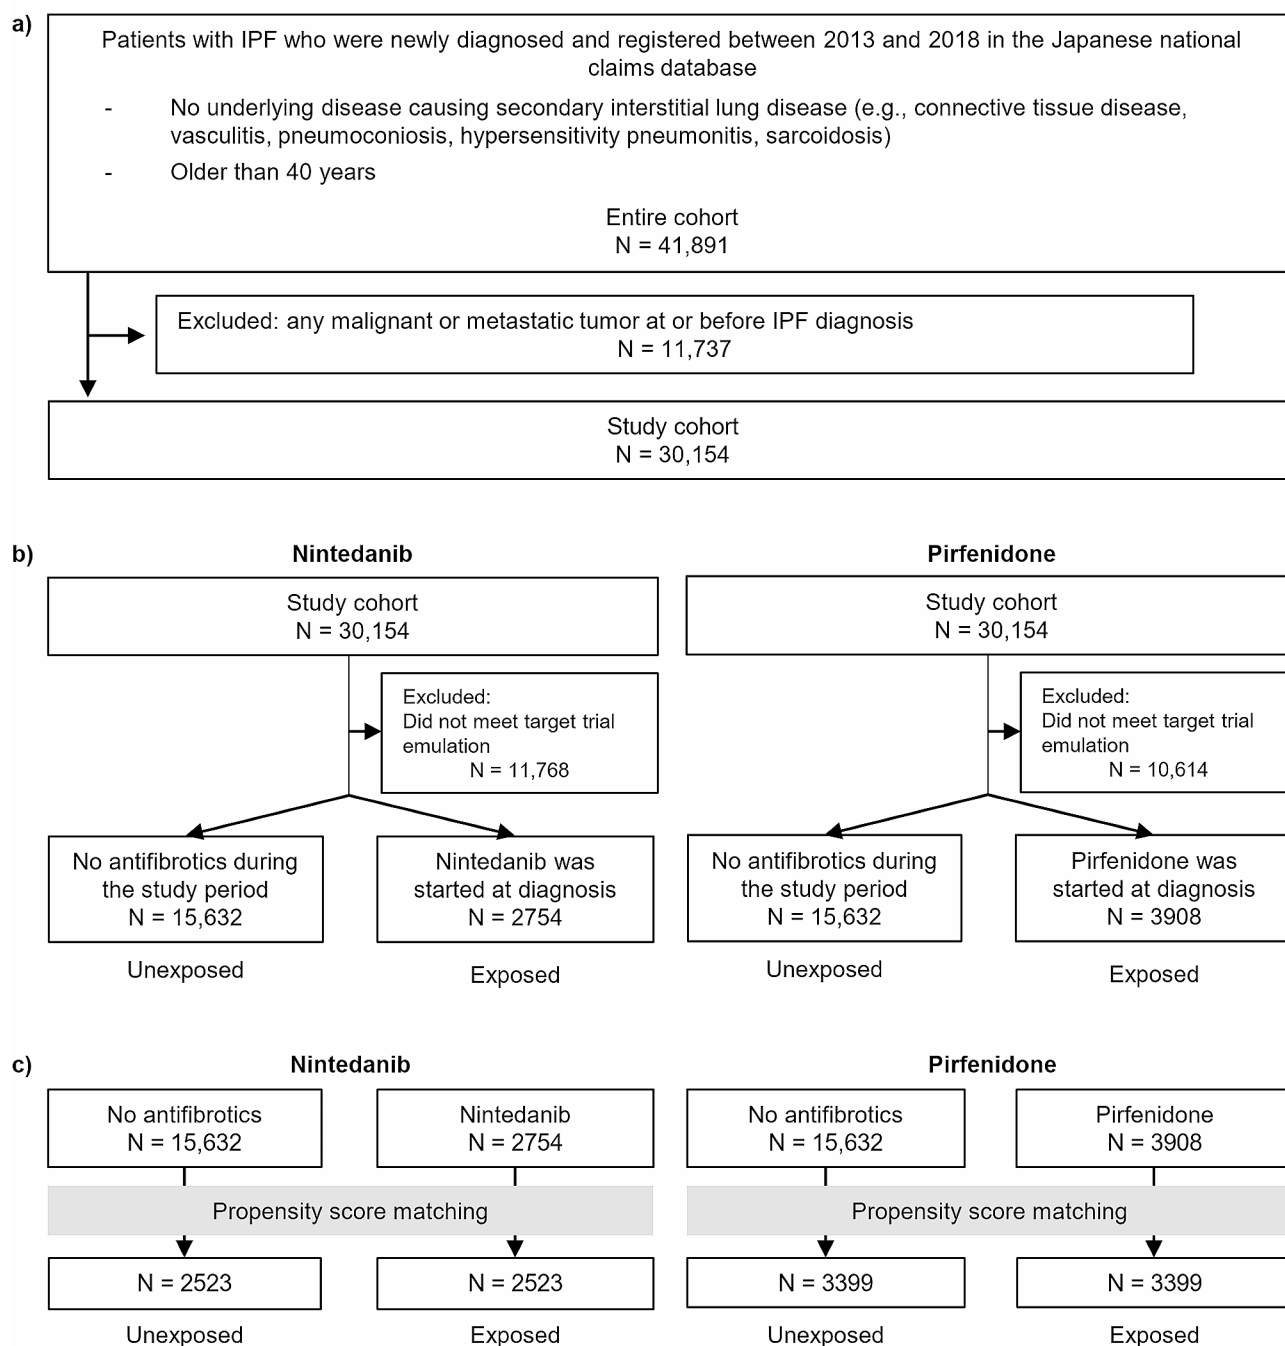 a)
Patients with IPF who were newly diagnosed and registered between 2013 and 2018 in the Japanese national
claims database
- No underlying disease causing secondary interstitial lung disease (e.g., connective tissue disease,
vasculitis, pneumoconiosis, hypersensitivity pneumonitis, sarcoidosis)
- Older than 40 years
Entire cohort
N = 41,891
Excluded: any malignant or metastatic tumor at or before IPF diagnosis
N = 11,737
Study cohort
N = 30,154
b)
Nintedanib
Study cohort
N = 30,154
Excluded:
Did not meet target trial
emulation
N = 11,768
No antifibrotics during
the study period
N = 15,632
Unexposed
Nintedanib was
started at diagnosis
N = 2754
Exposed
Pirfenidone
Study cohort
N = 30,154
Excluded:
Did not meet target trial
emulation
N = 10,614
No antifibrotics during
the study period
N = 15,632
Unexposed
Pirfenidone was
started at diagnosis
N = 3908
Exposed
c)
Nintedanib
No antifibrotics
N = 15,632
Nintedanib
N = 2754
Propensity score matching
N = 2523
Unexposed
N = 2523
Exposed
Pirfenidone
No antifibrotics
N = 15,632
Pirfenidone
N = 3908
Propensity score matching
N = 3399
Unexposed
N = 3399
Exposed